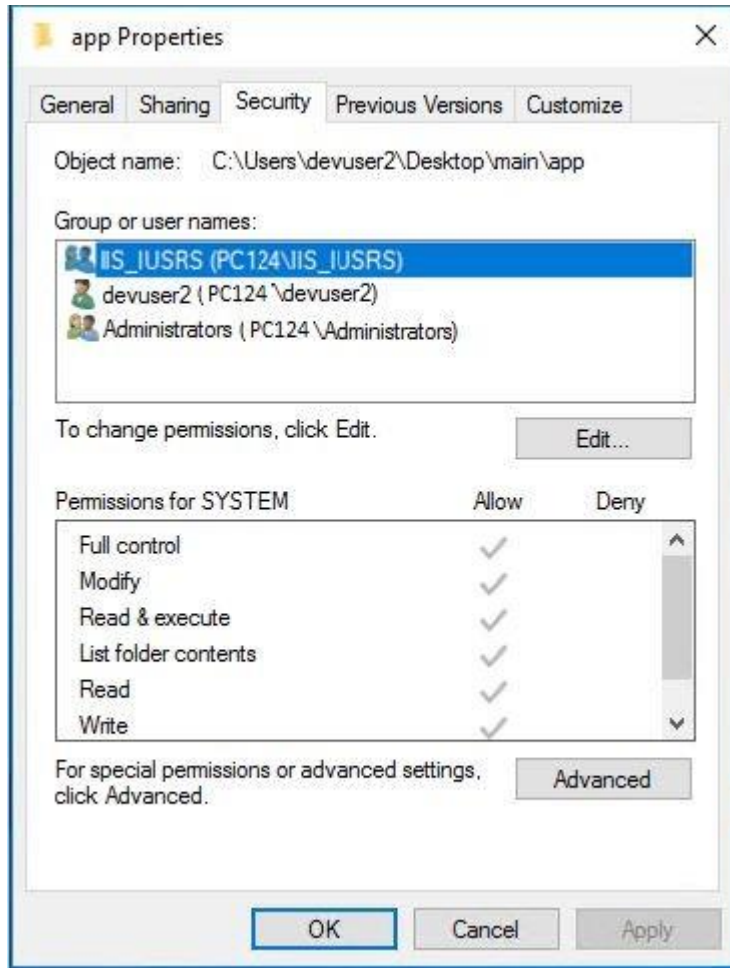 app Properties
General Sharing Security Previous Versions Customize
Object name: C:\Users\devuser2\Desktop\main\app
Group or user names:
IIS_IUSRS (PC124\IIS_IUSRS)
devuser2 ( PC124 \devuser2)
Administrators ( PC124 \Administrators)
To change permissions, click Edit.
Edit...
Permissions for SYSTEM Allow Deny
Full control
Modify
Read & execute
List folder contents
Read
Write
For special permissions or advanced settings,
click Advanced.
Advanced
OK Cancel Apply